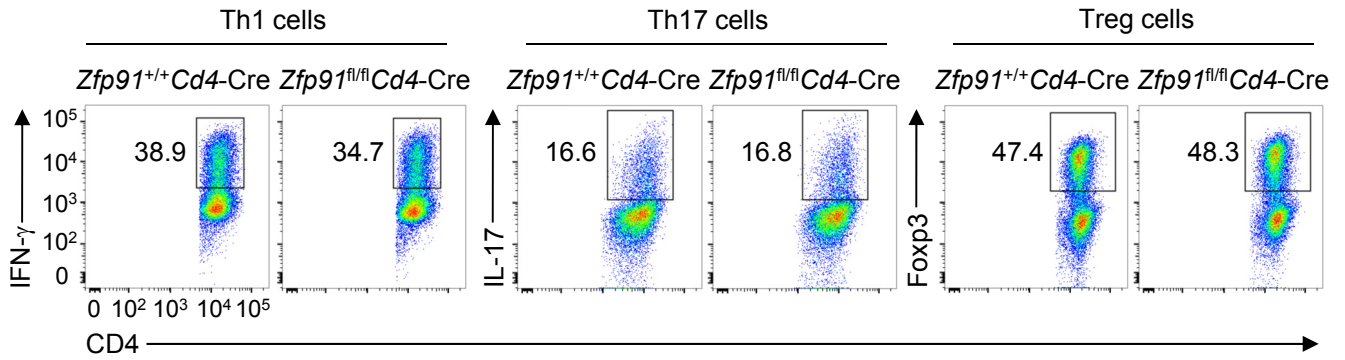 Th1 cells Th17 cells Treg cells
Zfp91+/+Cd4-Cre Zfp91fl/flCd4-Cre Zfp91+/+Cd4-Cre Zfp91fl/flCd4-Cre Zfp91+/+Cd4-Cre Zfp91fl/flCd4-Cre
IFN-γ
10⁵
10⁴
10³
10²
0
38.9
34.7
IL-17
16.6
16.8
Foxp3
47.4
48.3
0 10² 10³ 10⁴ 10⁵
CD4